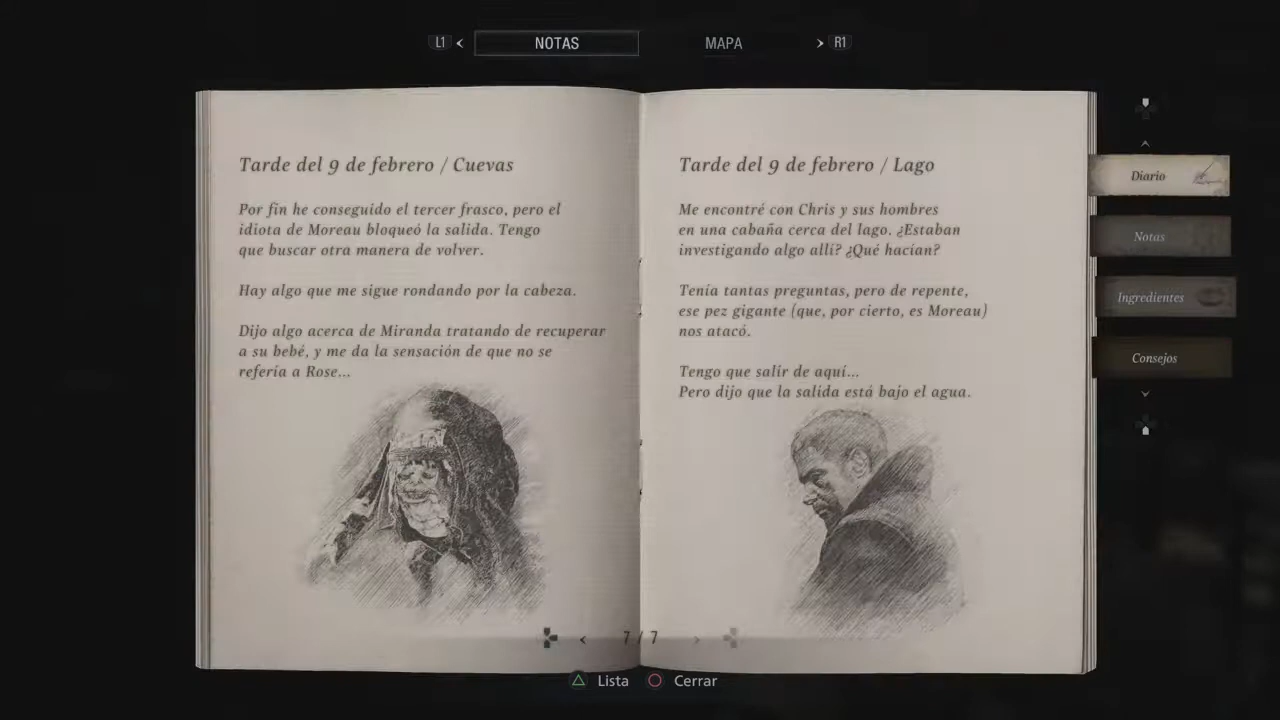 L1
NOTAS
MAPA
R1
Tarde del 9 de febrero / Cuevas
Por fin he conseguido el tercer frasco, pero el
idiota de Moreau bloqueó la salida. Tengo
que buscar otra manera de volver.
Hay algo que me sigue rondando por la cabeza.
Dijo algo acerca de Miranda tratando de recuperar
a su bebé, y me da la sensación de que no se
refería a Rose...
Tarde del 9 de febrero / Lago
Me encontré con Chris y sus hombres
en una cabaña cerca del lago. ¿Estaban
investigando algo allí? ¿Qué hacían?
Tenía tantas preguntas, pero de repente,
ese pez gigante (que, por cierto, es Moreau)
nos atacó.
Tengo que salir de aquí...
Pero dijo que la salida está bajo el agua.
Diario
Notas
Ingredientes
Consejos
7 / 7
Lista
Cerrar